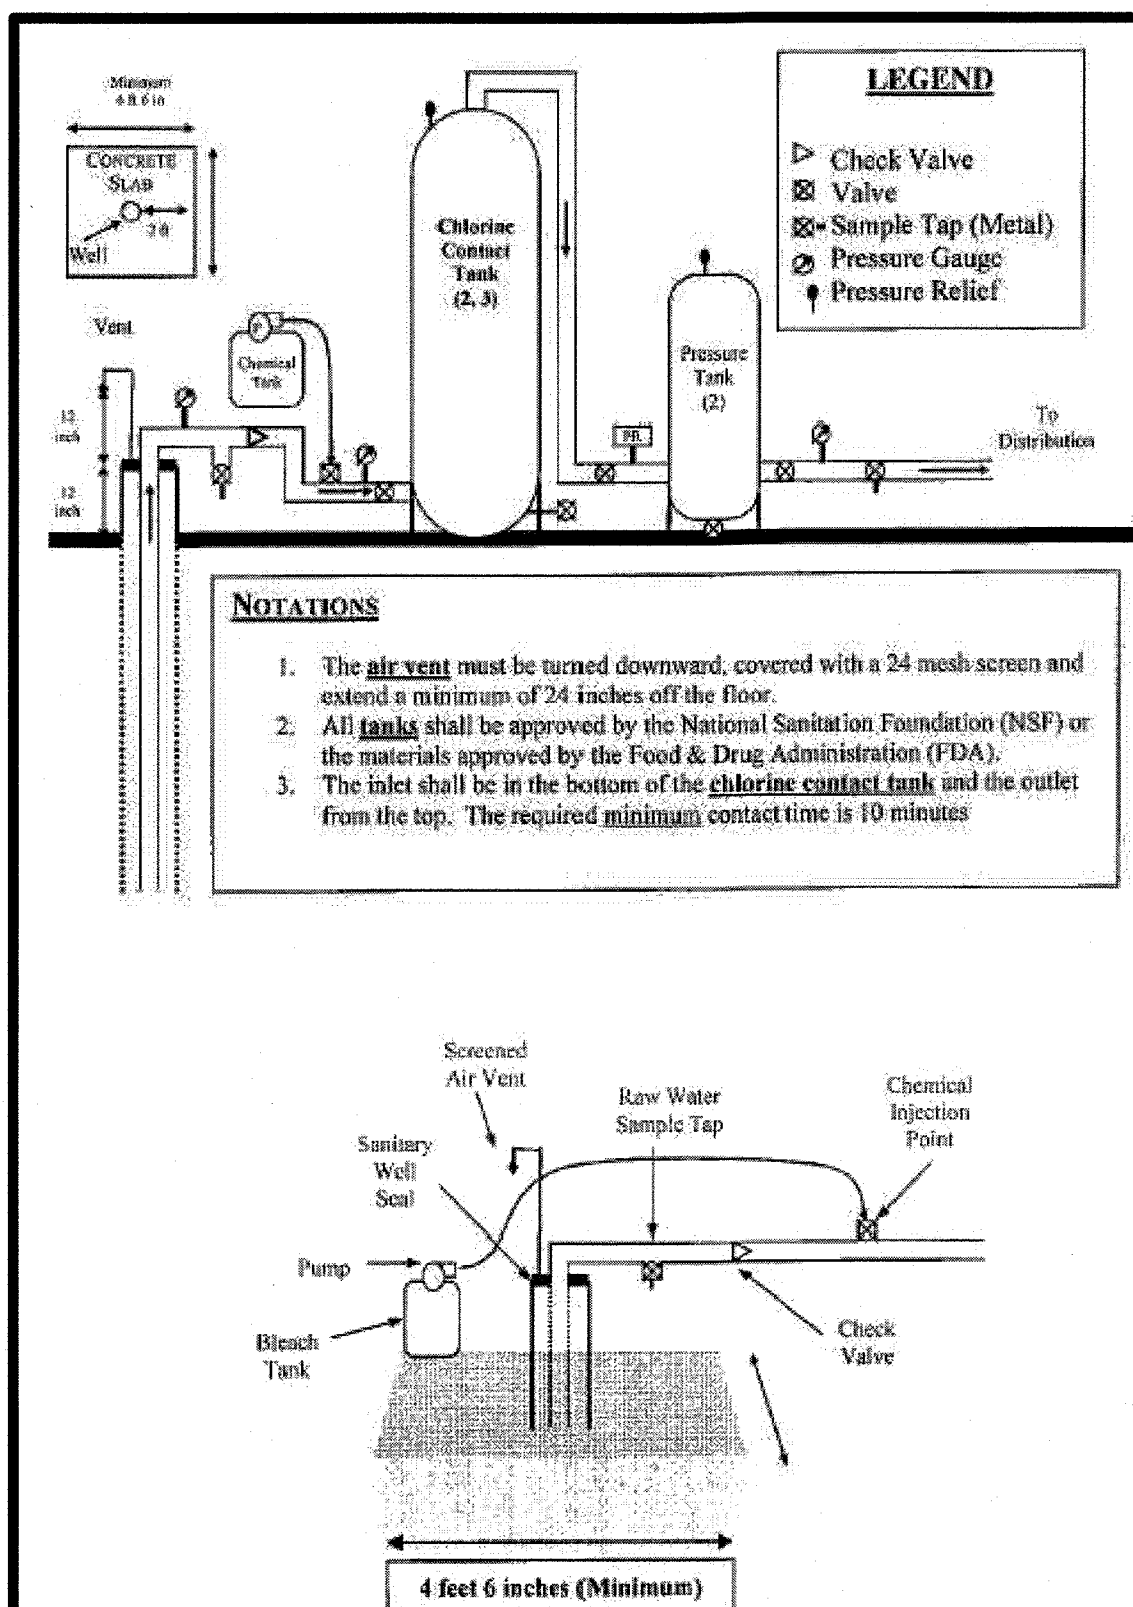 Minimum
4 ft 6 in
CONCRETE
SLAB
2 ft
Well
Vent
12
inch
12
inch
Chemical
Tank
Chlorine
Contact
Tank
(2, 3)
Pressure
Tank
(2)
To
Distribution
LEGEND
Check Valve
Valve
Sample Tap (Metal)
Pressure Gauge
Pressure Relief
NOTATIONS
1. The air vent must be turned downward, covered with a 24 mesh screen and
extend a minimum of 24 inches off the floor.
2. All tanks shall be approved by the National Sanitation Foundation (NSF) or
the materials approved by the Food & Drug Administration (FDA).
3. The inlet shall be in the bottom of the chlorine contact tank and the outlet
from the top. The required minimum contact time is 10 minutes
Screened
Air Vent
Raw Water
Sample Tap
Chemical
Injection
Point
Sanitary
Well
Seal
Pump
Bleach
Tank
Check
Valve
4 feet 6 inches (Minimum)